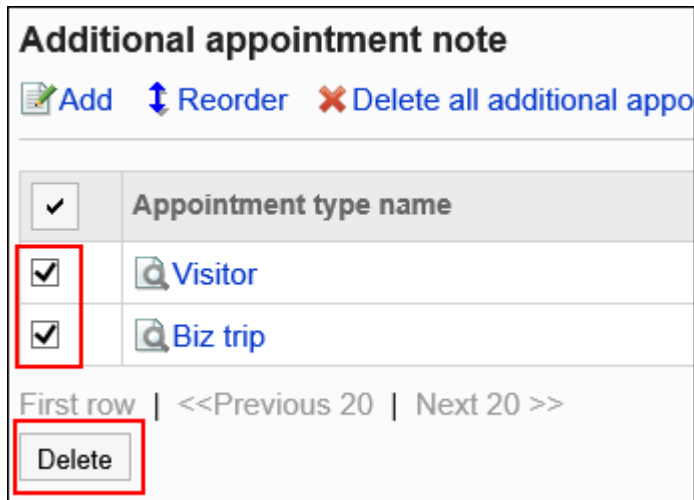 Additional appointment note
Add Reorder Delete all additional appo
Appointment type name
Visitor
Biz trip
First row | <<Previous 20 | Next 20 >>
Delete